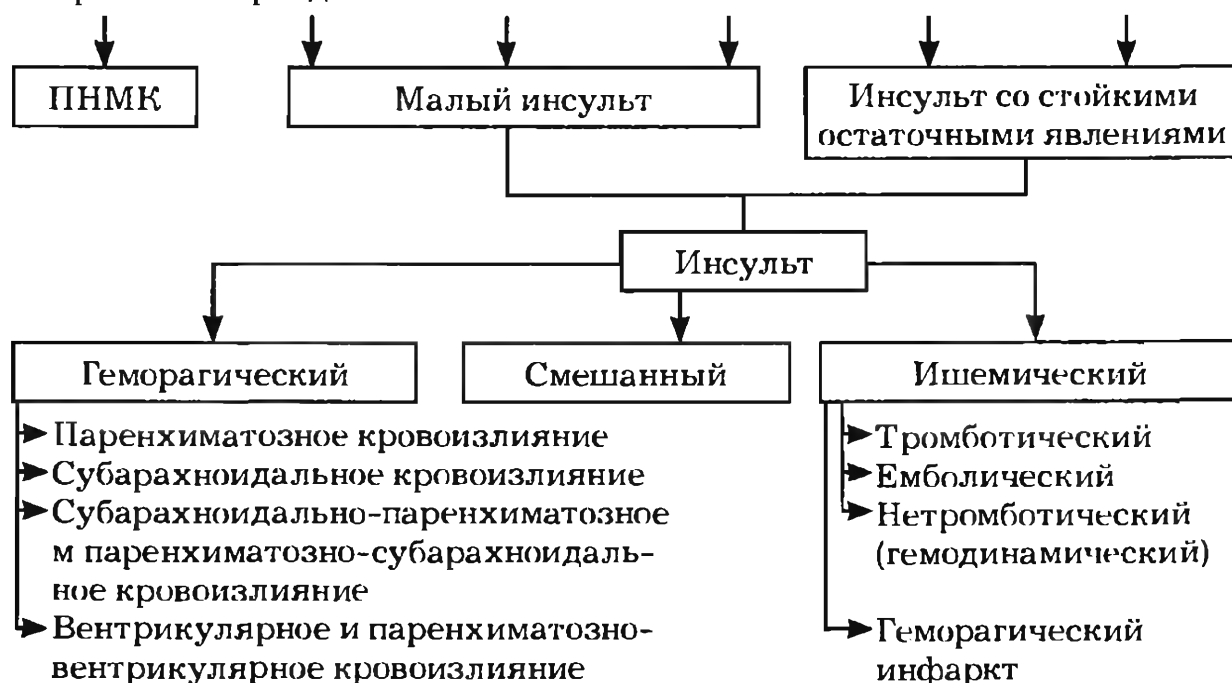 ПНМК
Малый инсульт
Инсульт со стойкими
остаточными явлениями
Инсульт
Геморагический
Смешанный
Ишемический
Паренхиматозное кровоизлияние
Субарахноидальное кровоизлияние
Субарахноидально-паренхиматозное
м паренхиматозно-субарахноидаль-
ное кровоизлияние
Вентрикулярное и паренхиматозно-
вентрикулярное кровоизлияние
Тромботический
Емболический
Нетромботический
(гемодинамический)
Геморагический
инфаркт